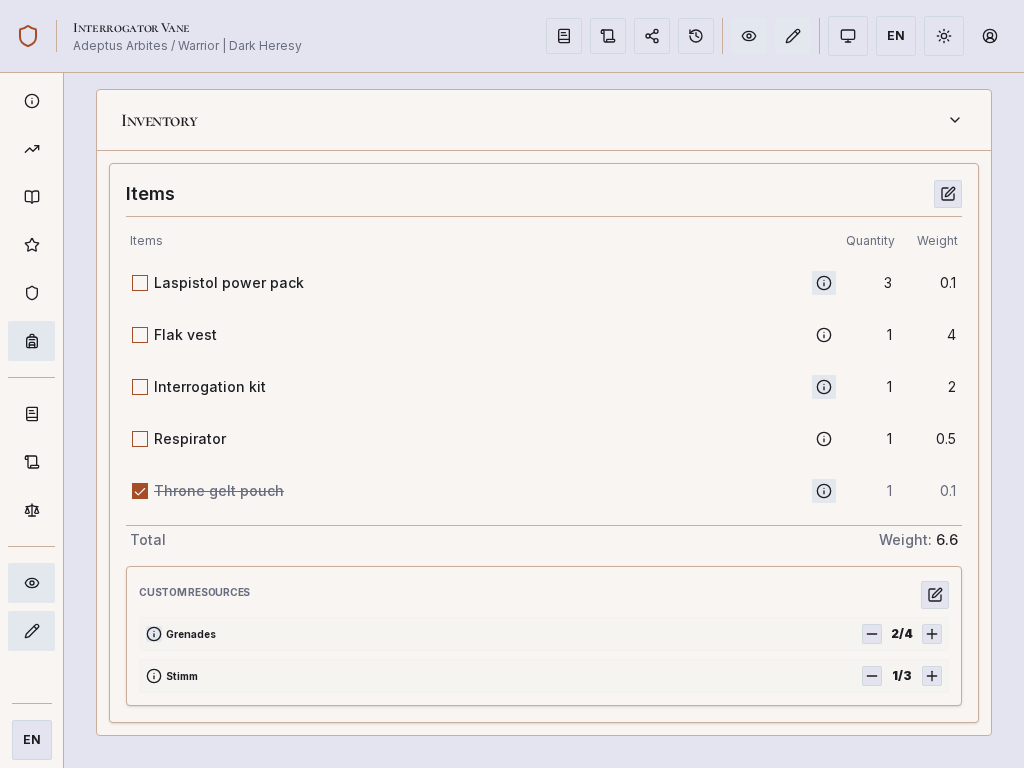 Interrogator Vane
Adeptus Arbites / Warrior | Dark Heresy
EN
Inventory
Items
Items Quantity Weight
Laspistol power pack 3 0.1
Flak vest 1 4
Interrogation kit 1 2
Respirator 1 0.5
Throne gelt pouch 1 0.1
Total Weight: 6.6
CUSTOMRESOURCES
Grenades 2/4
Stimm 1/3
EN